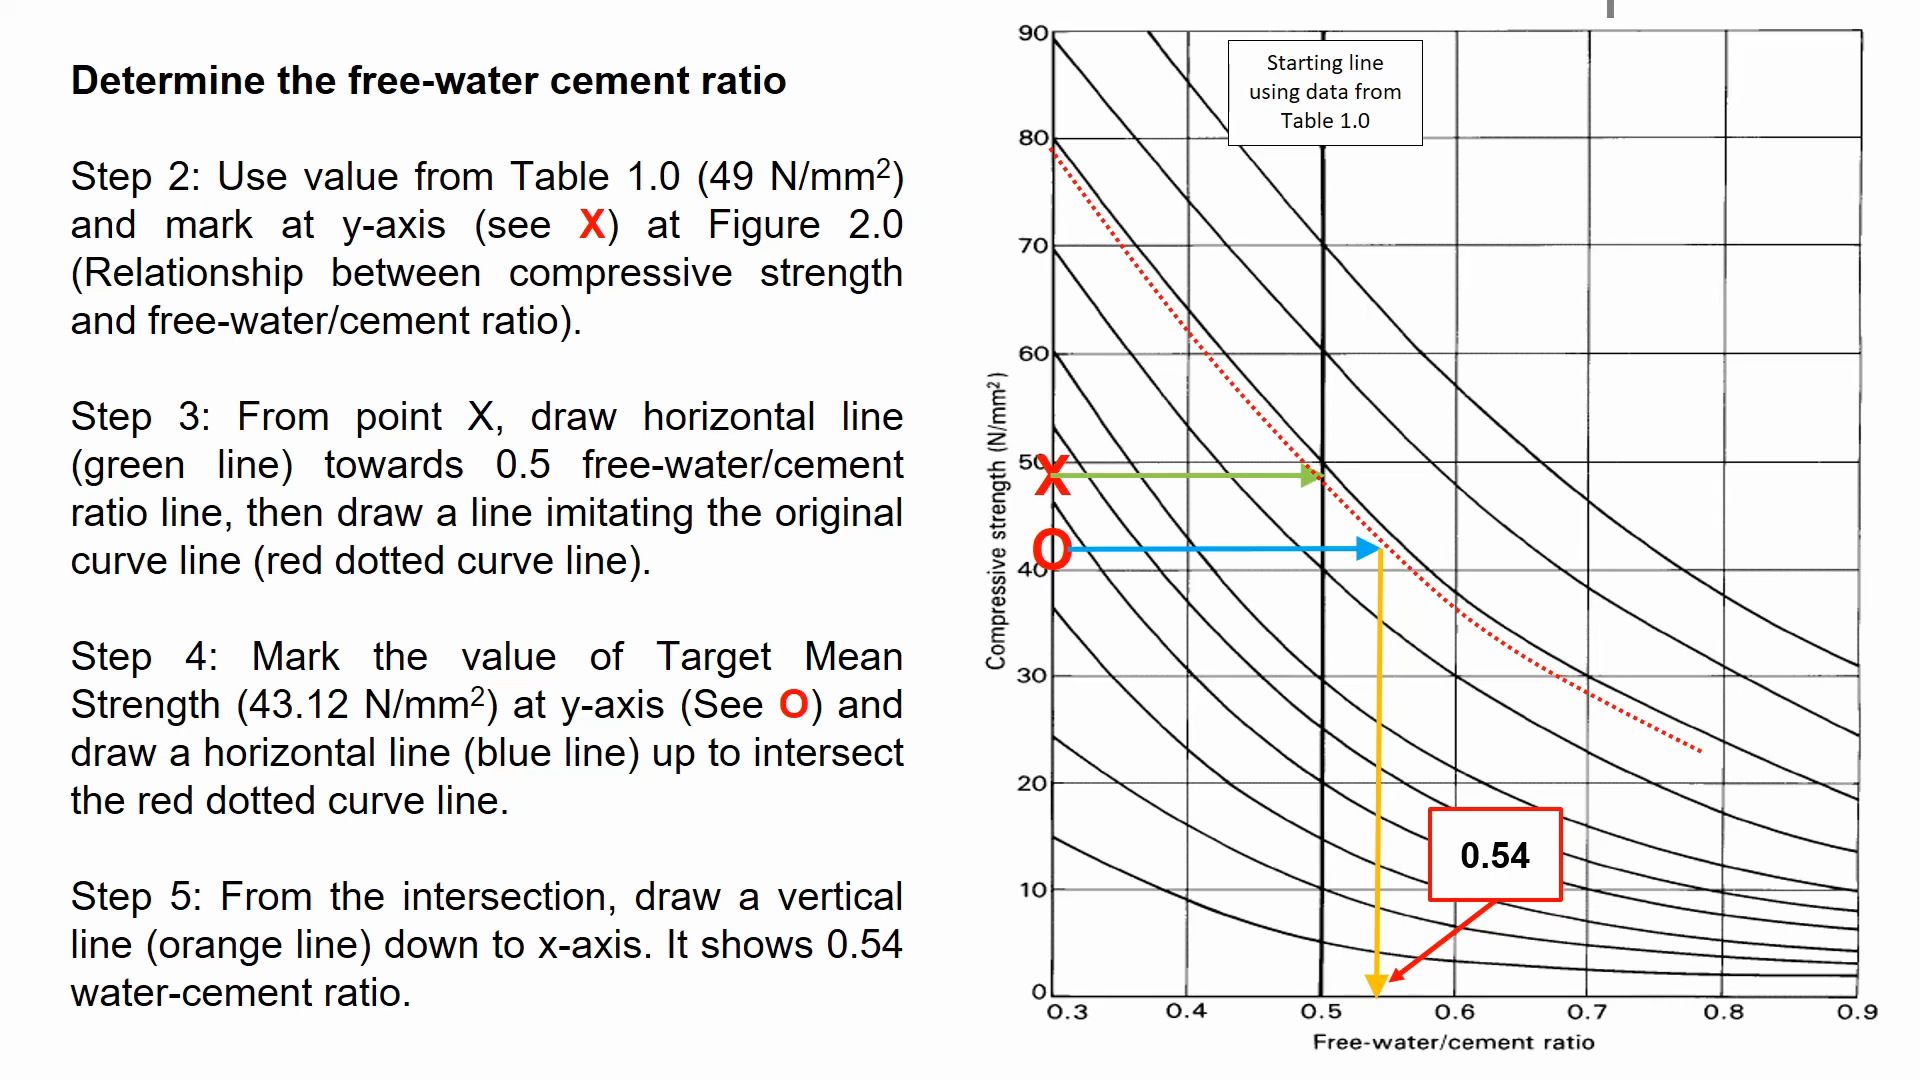 Determine the free-water cement ratio
Step 2: Use value from Table 1.0 (49 N/mm²)
and mark at y-axis (see X) at Figure 2.0
(Relationship between compressive strength
and free-water/cement ratio).
Step 3: From point X, draw horizontal line
(green line) towards 0.5 free-water/cement
ratio line, then draw a line imitating the original
curve line (red dotted curve line).
Step 4: Mark the value of Target Mean
Strength (43.12 N/mm²) at y-axis (See O) and
draw a horizontal line (blue line) up to intersect
the red dotted curve line.
Step 5: From the intersection, draw a vertical
line (orange line) down to x-axis. It shows 0.54
water-cement ratio.
Starting line
using data from
Table 1.0
Compressive strength (N/mm²)
90
80
70
60
50
X
O
40
30
20
10
0
0.54
0.3 0.4 0.5 0.6 0.7 0.8 0.9
Free-water/cement ratio